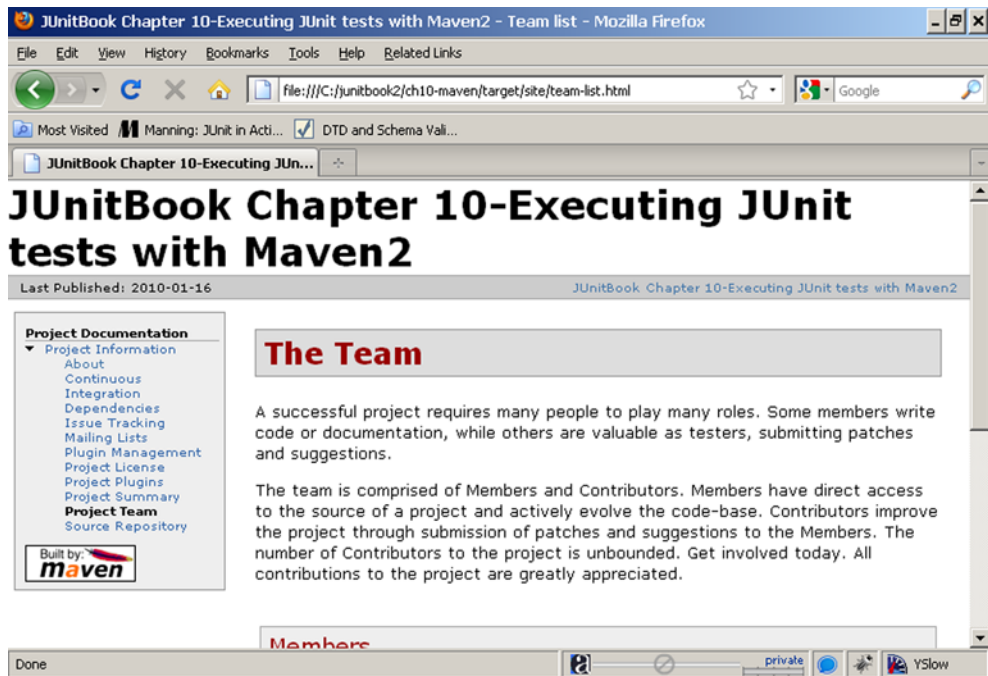 JUnitBook Chapter 10-Executing JUnit tests with Maven2 - Team list - Mozilla Firefox
File Edit View History Bookmarks Tools Help Related Links
file:///C:/junitbook2/ch10-maven/target/site/team-list.html
Google
Most Visited Manning: JUnit in Acti... DTD and Schema Vali...
JUnitBook Chapter 10-Executing JUn...
JUnitBook Chapter 10-Executing JUnit
tests with Maven2
Last Published: 2010-01-16
JUnitBook Chapter 10-Executing JUnit tests with Maven2
Project Documentation
Project Information
About
Continuous
Integration
Dependencies
Issue Tracking
Mailing Lists
Plugin Management
Project License
Project Plugins
Project Summary
Project Team
Source Repository
Built by:
maven
The Team
A successful project requires many people to play many roles. Some members write
code or documentation, while others are valuable as testers, submitting patches
and suggestions.
The team is comprised of Members and Contributors. Members have direct access
to the source of a project and actively evolve the code-base. Contributors improve
the project through submission of patches and suggestions to the Members. The
number of Contributors to the project is unbounded. Get involved today. All
contributions to the project are greatly appreciated.
Members
Done
private
YSlow